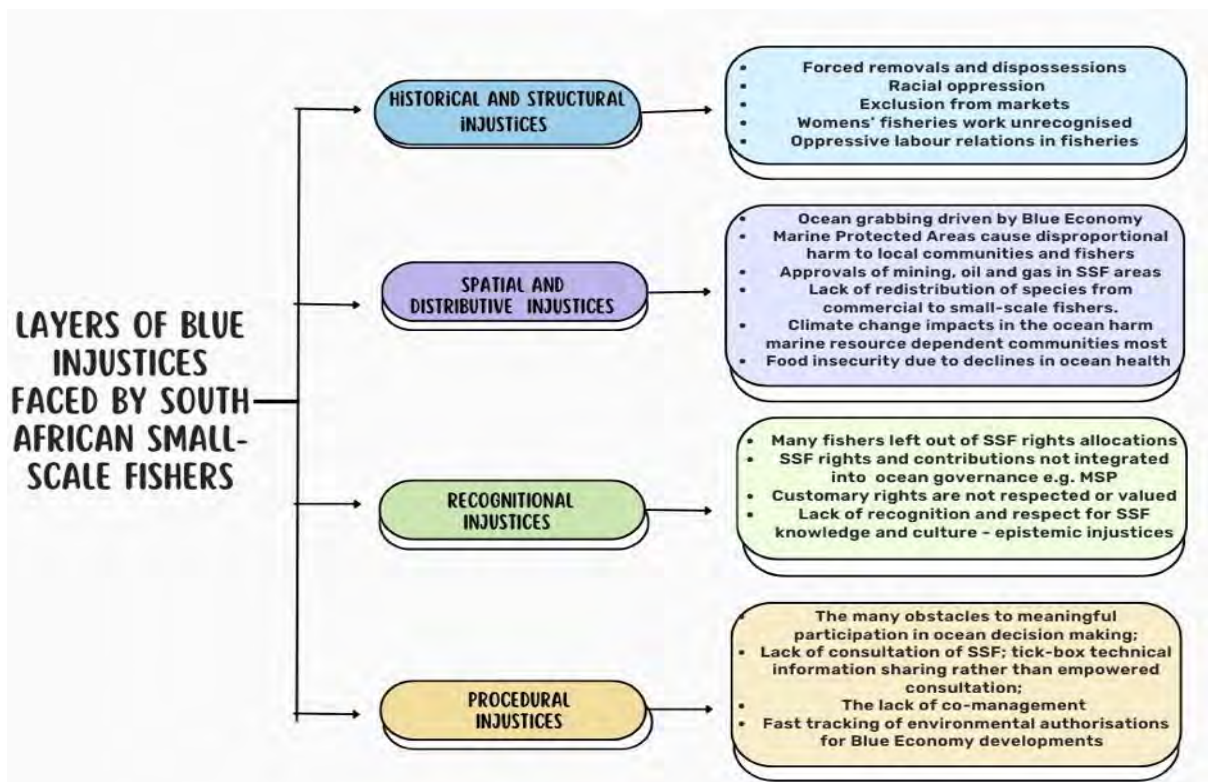 LAYERS OF BLUE
INJUSTICES
FACED BY SOUTH
AFRICAN SMALL-
SCALE FISHERS
HISTORICAL AND STRUCTURAL
INJUSTICES
• Forced removals and dispossessions
• Racial oppression
• Exclusion from markets
• Womens' fisheries work unrecognised
• Oppressive labour relations in fisheries
SPATIAL AND
DISTRIBUTIVE INJUSTICES
• Ocean grabbing driven by Blue Economy
• Marine Protected Areas cause disproportional
harm to local communities and fishers
• Approvals of mining, oil and gas in SSF areas
• Lack of redistribution of species from
commercial to small-scale fishers.
• Climate change impacts in the ocean harm
marine resource dependent communities most
• Food insecurity due to declines in ocean health
RECOGNITIONAL
INJUSTICES
• Many fishers left out of SSF rights allocations
• SSF rights and contributions not integrated
into ocean governance e.g. MSP
• Customary rights are not respected or valued
• Lack of recognition and respect for SSF
knowledge and culture - epistemic injustices
PROCEDURAL
INJUSTICES
• The many obstacles to meaningful
participation in ocean decision making;
• Lack of consultation of SSF; tick-box technical
information sharing rather than empowered
consultation;
• The lack of co-management
• Fast tracking of environmental authorisations
for Blue Economy developments